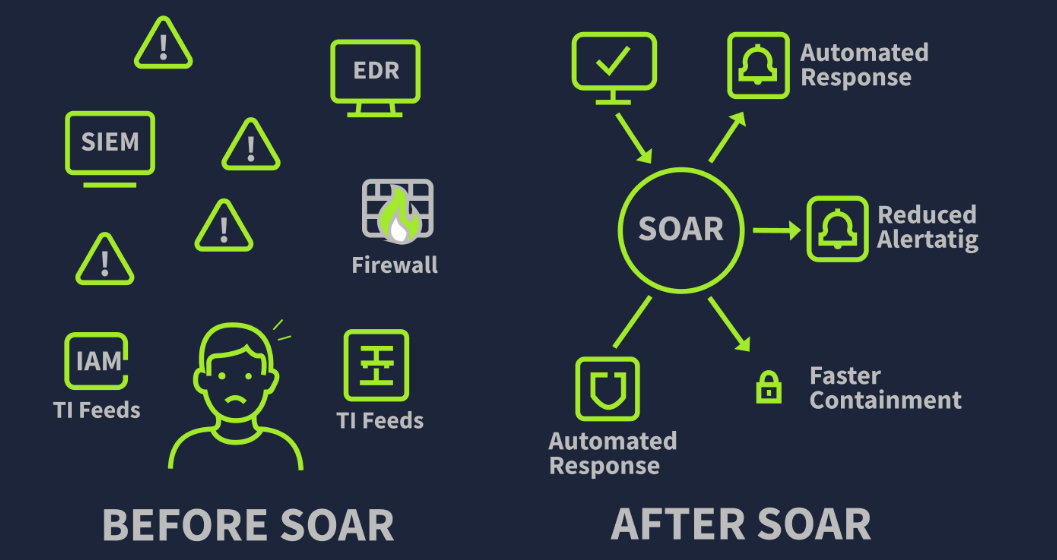 EDR
SIEM
Firewall
IAM
TI Feeds
TI Feeds
BEFORE SOAR
Automated
Response
SOAR
Reduced
Alertatig
Faster
Containment
Automated
Response
AFTER SOAR